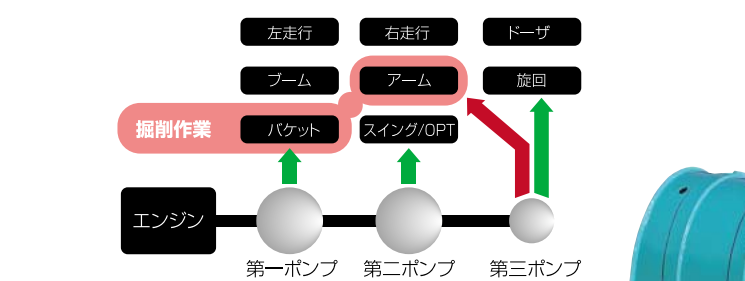 左走行
右走行
ドーザ
ブーム
アーム
旋回
掘削作業
バケット
スイング/OPT
エンジン
第一ポンプ
第二ポンプ
第三ポンプ